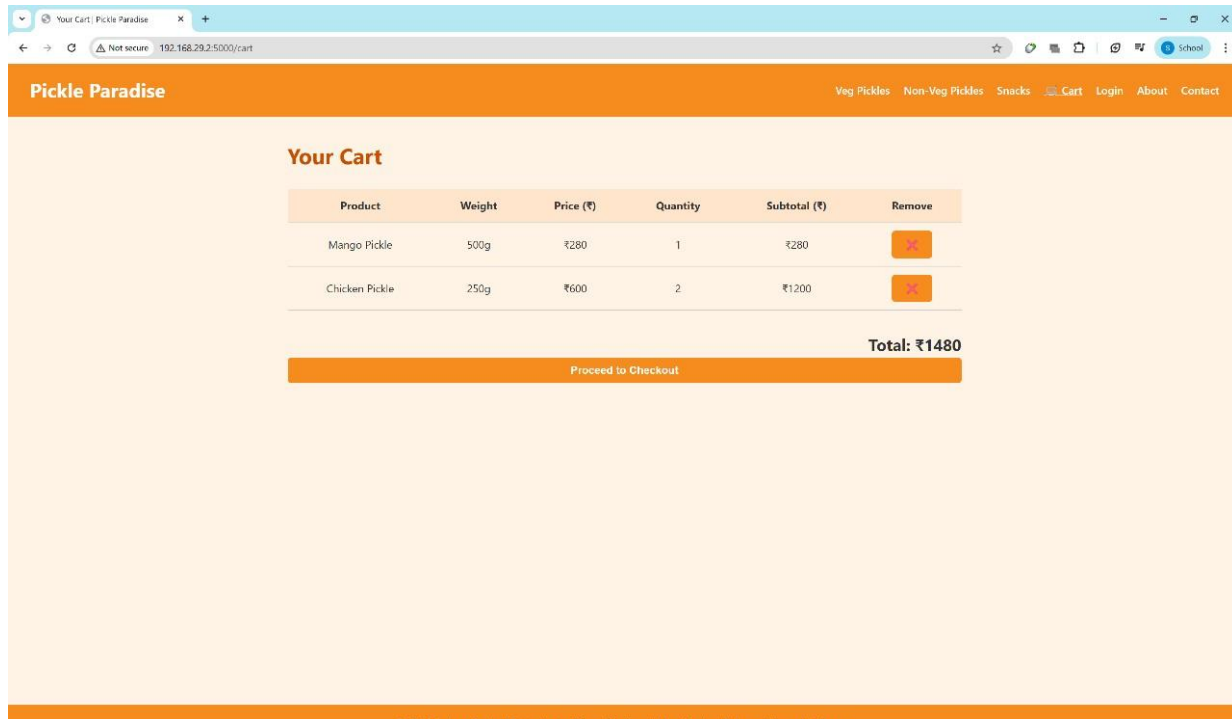 Your Cart | Pickle Paradise
Not secure 192.168.29.2:5000/cart School
Pickle Paradise Veg Pickles Non-Veg Pickles Snacks Cart Login About Contact
Your Cart
Product Weight Price (₹) Quantity Subtotal (₹) Remove
Mango Pickle 500g ₹280 1 ₹280
Chicken Pickle 250g ₹600 2 ₹1200
Total: ₹1480
Proceed to Checkout